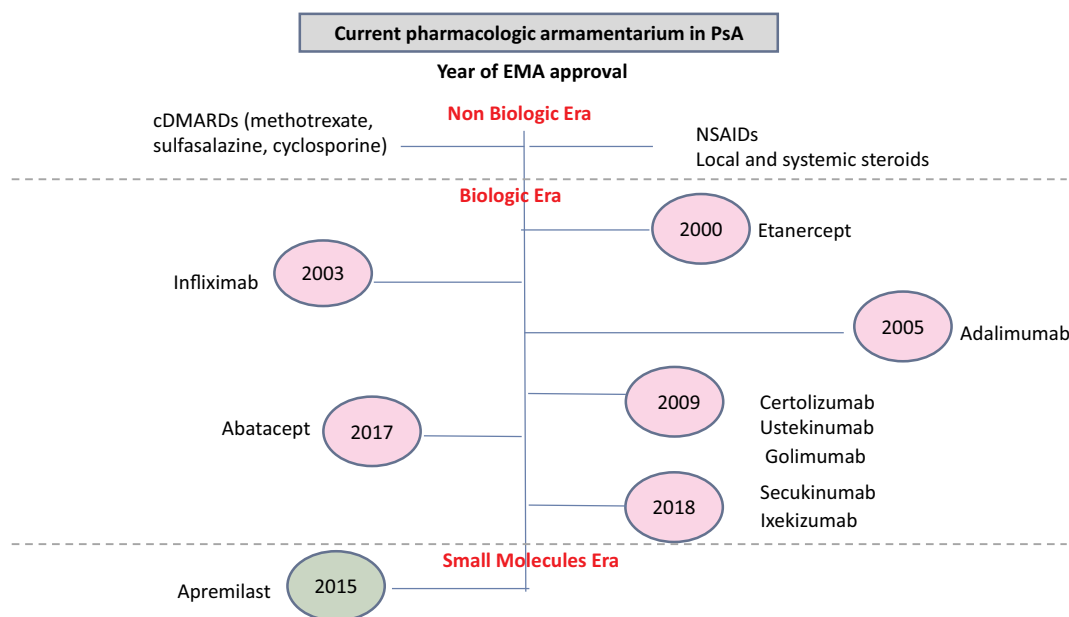 Current pharmacologic armamentarium in PsA
Year of EMA approval
Non Biologic Era
cDMARDs (methotrexate,
sulfasalazine, cyclosporine)
NSAIDs
Local and systemic steroids
Biologic Era
2000
Etanercept
2003
Infliximab
2005
Adalimumab
2009
Certolizumab
Ustekinumab
Golimumab
Abatacept
2017
2018
Secukinumab
Ixekizumab
Small Molecules Era
Apremilast
2015